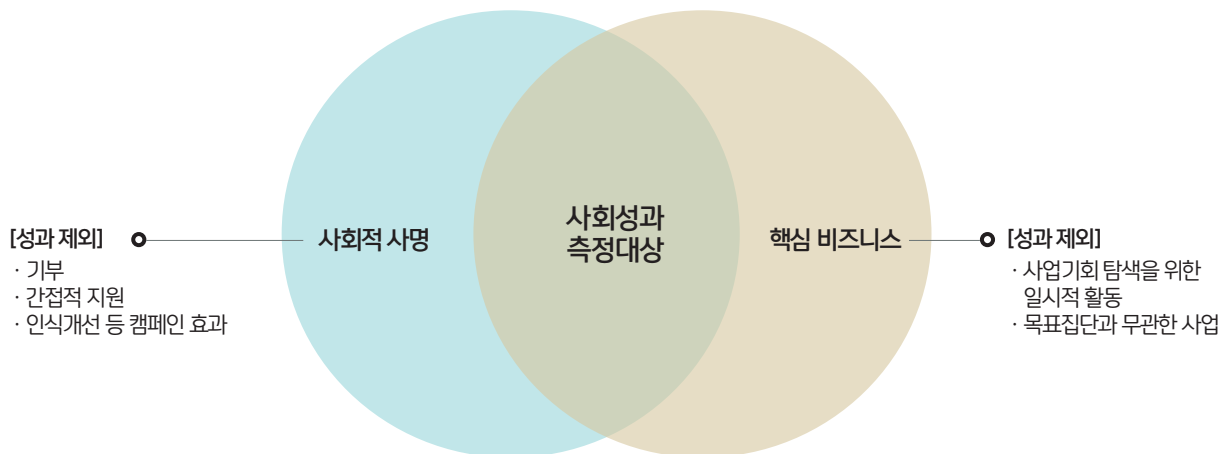 [성과 제외]
· 기부
· 간접적 지원
· 인식개선 등 캠페인 효과
사회적 사명
사회성과
측정대상
핵심 비즈니스
[성과 제외]
· 사업기회 탐색을 위한
일시적 활동
· 목표집단과 무관한 사업